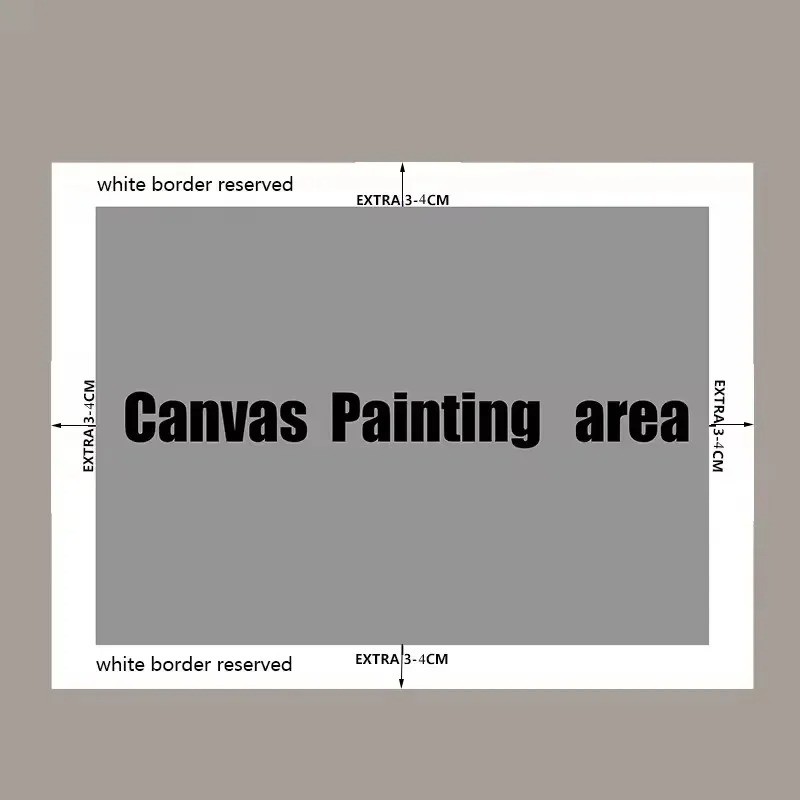 white border reserved
EXTRA 3-4CM
EXTRA 3-4CM
Canvas Painting area
EXTRA 3-4CM
white border reserved
EXTRA 3-4CM